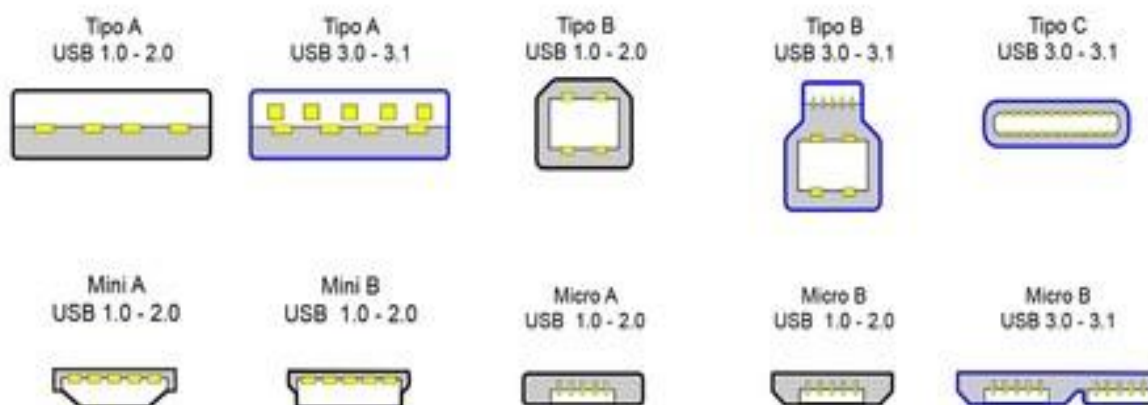 Tipo A
USB 1.0 - 2.0
Tipo A
USB 3.0 - 3.1
Tipo B
USB 1.0 - 2.0
Tipo B
USB 3.0 - 3.1
Tipo C
USB 3.0 - 3.1
Mini A
USB 1.0 - 2.0
Mini B
USB 1.0 - 2.0
Micro A
USB 1.0 - 2.0
Micro B
USB 1.0 - 2.0
Micro B
USB 3.0 - 3.1